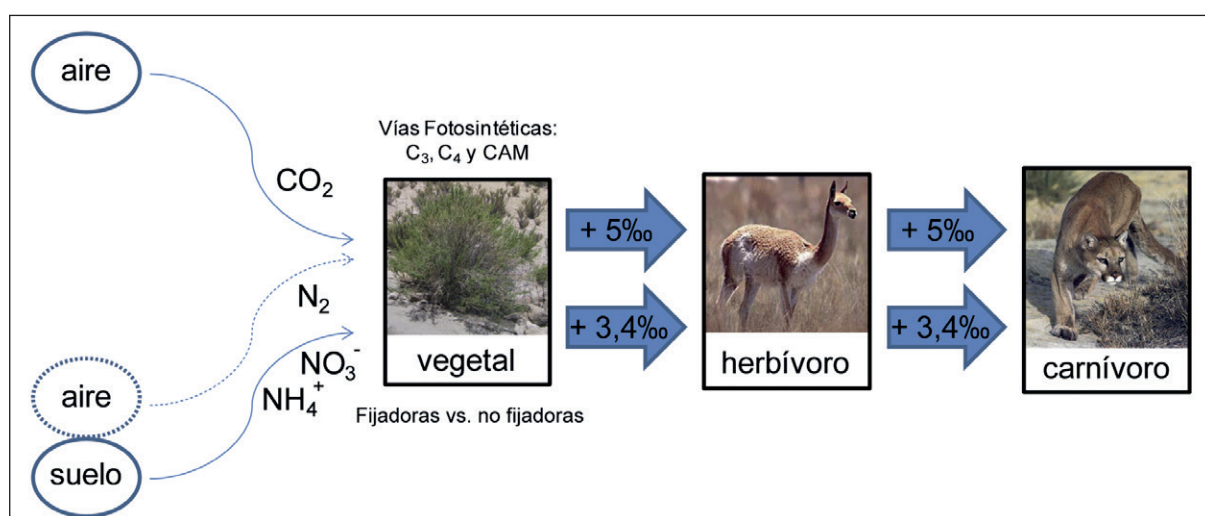 aire
CO₂
N₂
NO₃⁻
NH₄⁺
aire
suelo
Vías Fotosintéticas:
C₃, C₄ y CAM
vegetal
Fijadoras vs. no fijadoras
+ 5‰
+ 3,4‰
herbívoro
+ 5‰
+ 3,4‰
carnívoro